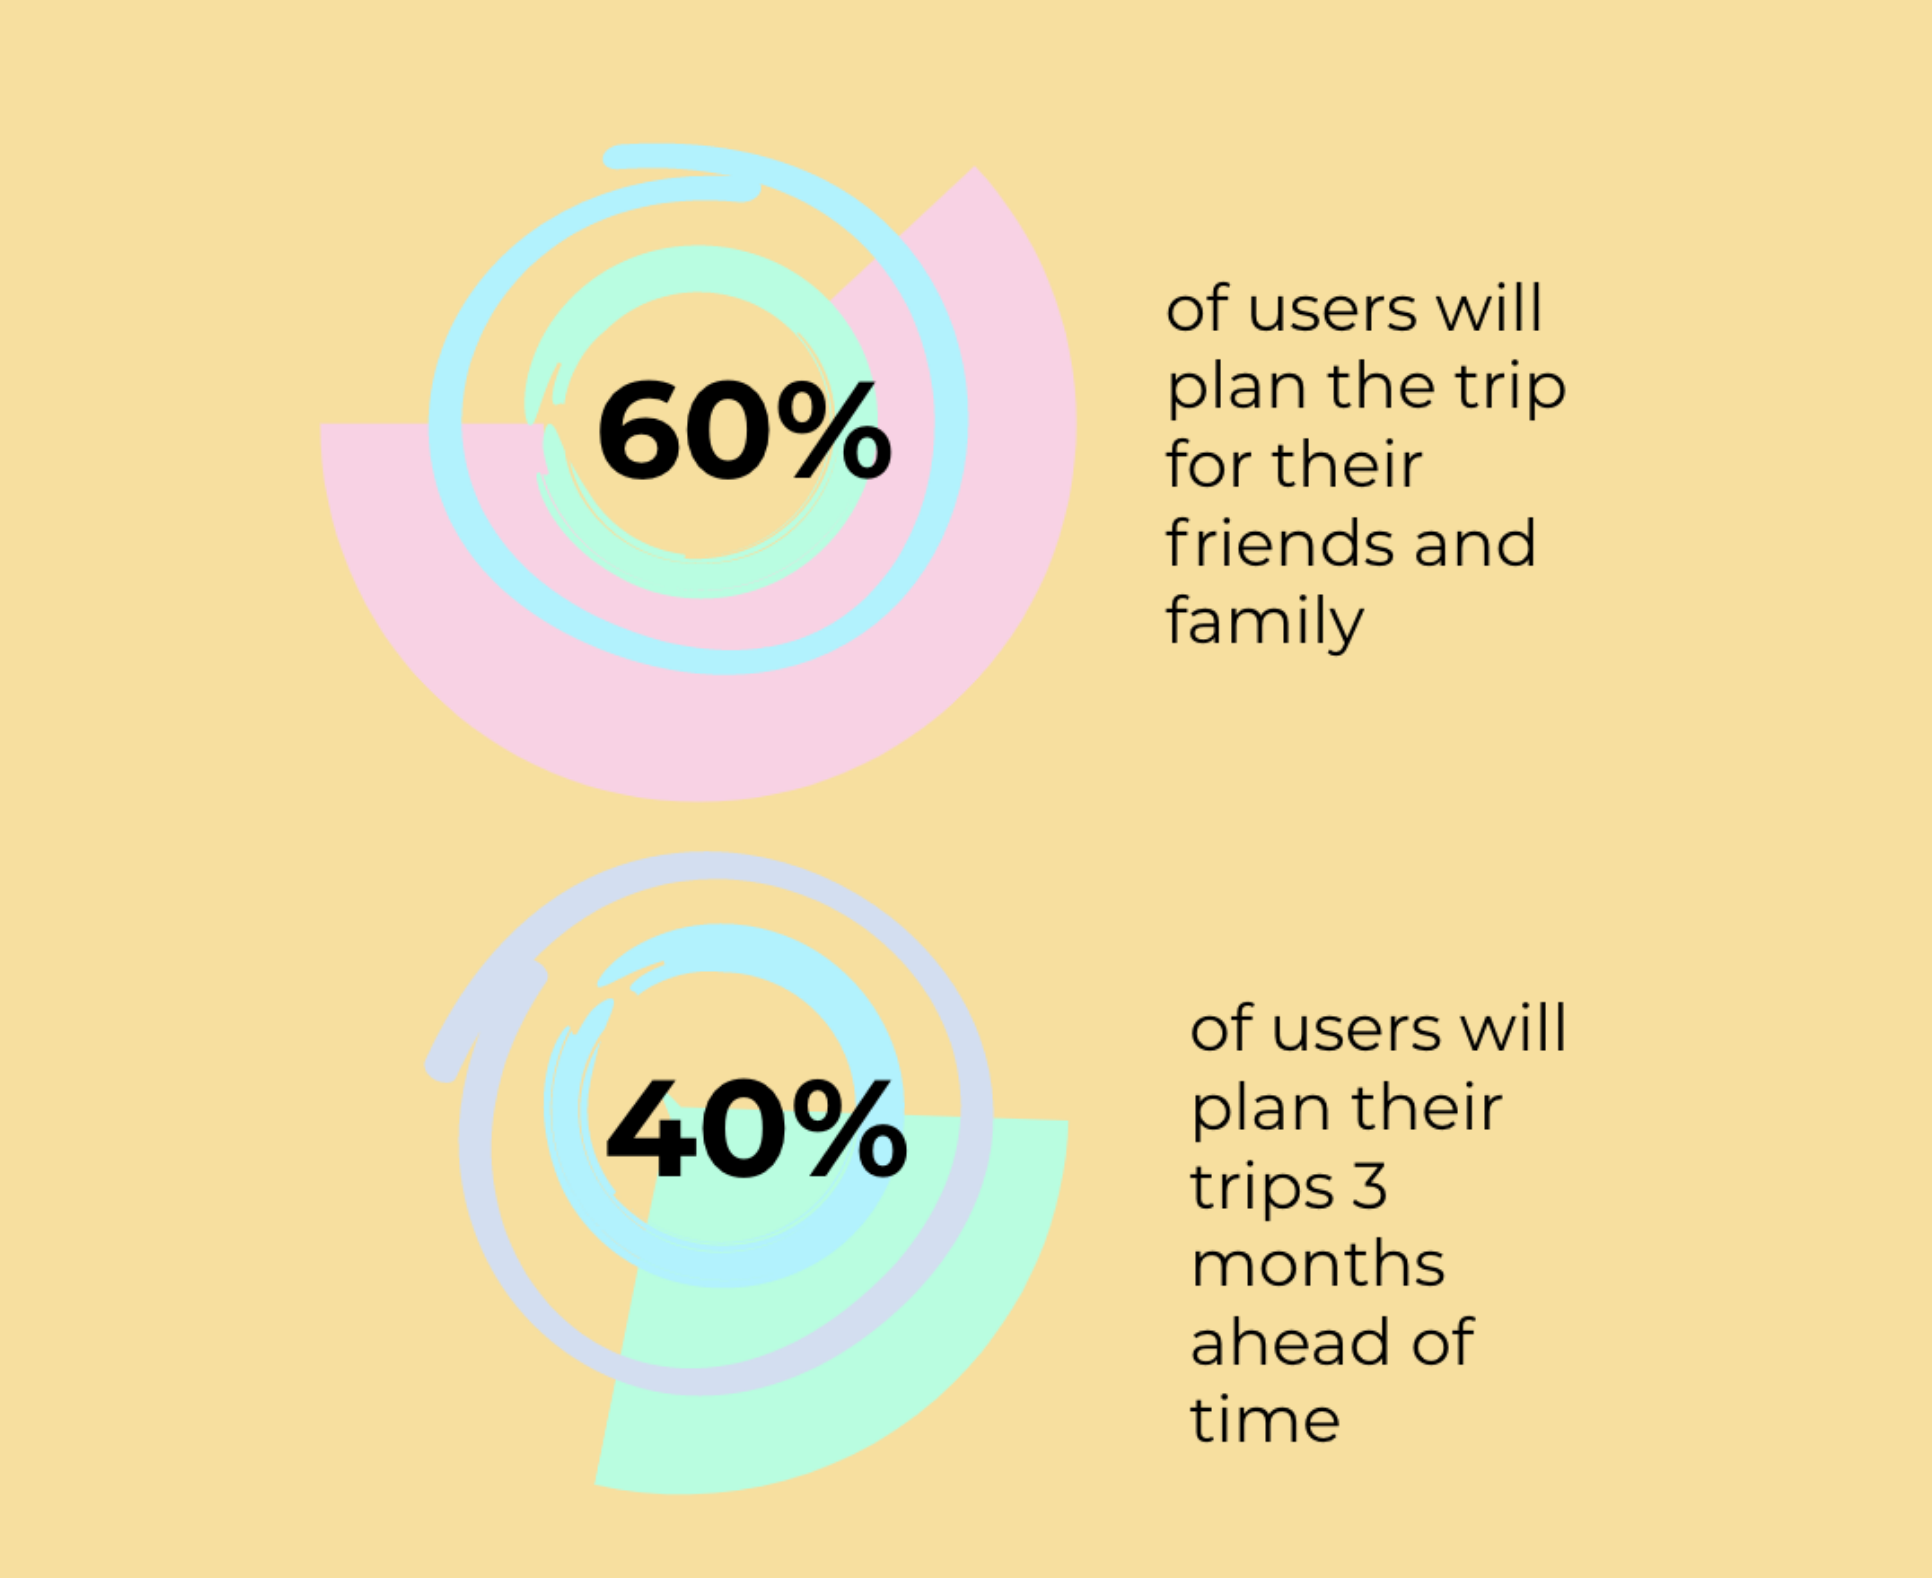 60%
of users will
plan the trip
for their
friends and
family
40%
of users will
plan their
trips 3
months
ahead of
time